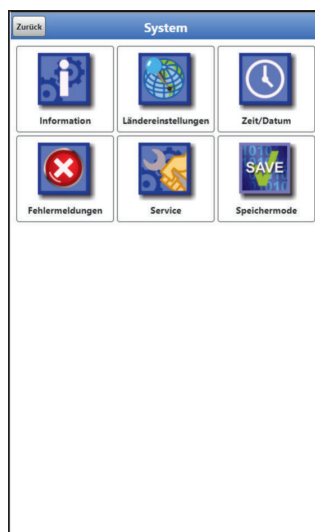 Zurück
System
Information
Ländereinstellungen
Zeit/Datum
Fehlermeldungen
Service
SAVE
Speichermode